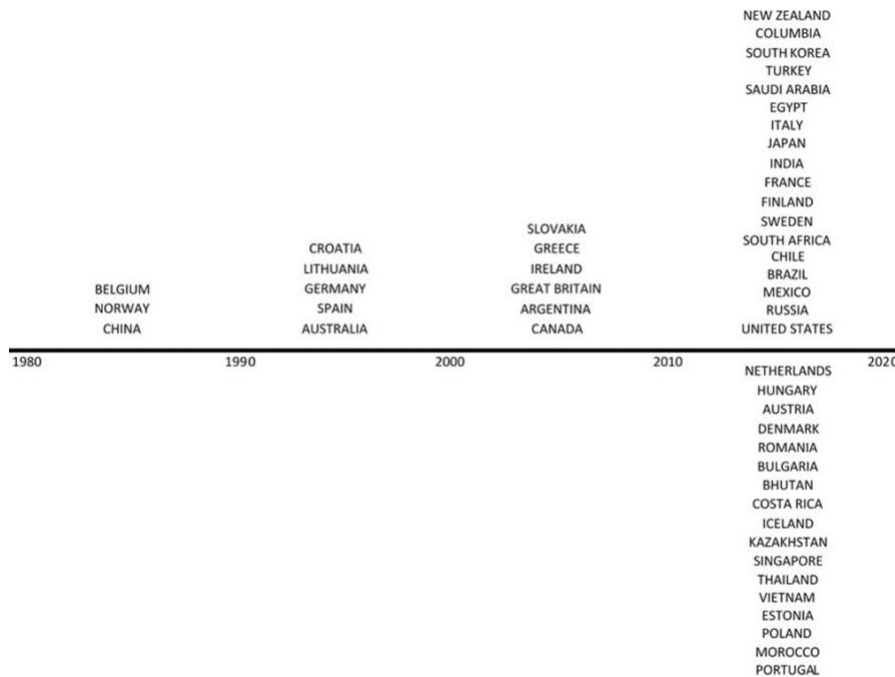 NEW ZEALAND
COLUMBIA
SOUTH KOREA
TURKEY
SAUDI ARABIA
EGYPT
ITALY
JAPAN
INDIA
FRANCE
FINLAND
SWEDEN
SOUTH AFRICA
CHILE
BRAZIL
MEXICO
RUSSIA
UNITED STATES
SLOVAKIA
GREECE
IRELAND
GREAT BRITAIN
ARGENTINA
CANADA
CROATIA
LITHUANIA
GERMANY
SPAIN
AUSTRALIA
BELGIUM
NORWAY
CHINA
1980 1990 2000 2010 2020
NETHERLANDS
HUNGARY
AUSTRIA
DENMARK
ROMANIA
BULGARIA
BHUTAN
COSTA RICA
ICELAND
KAZAKHSTAN
SINGAPORE
THAILAND
VIETNAM
ESTONIA
POLAND
MOROCCO
PORTUGAL